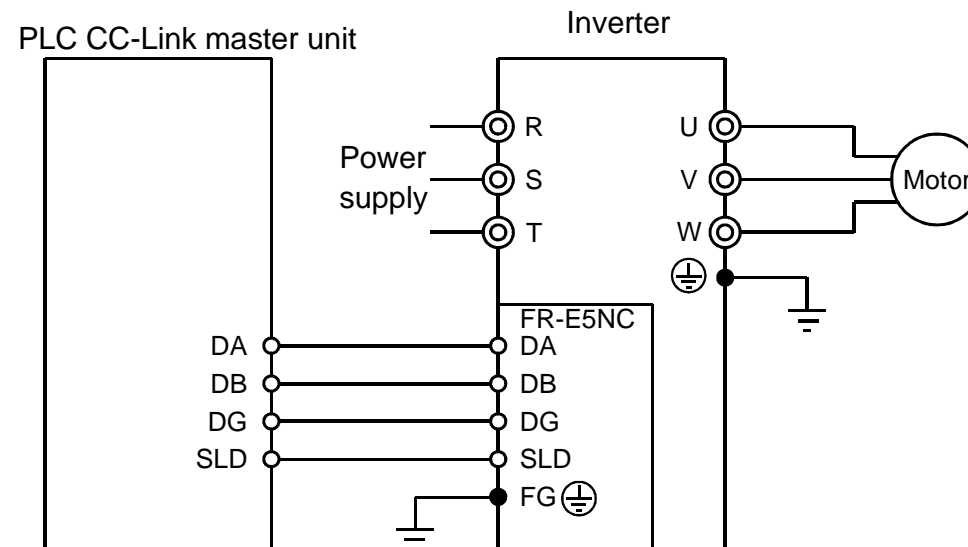 Inverter
PLC CC-Link master unit
R
S
T
Power
supply
U
V
W
Motor
FR-E5NC
DA
DB
DG
SLD
DA
DB
DG
SLD
FG